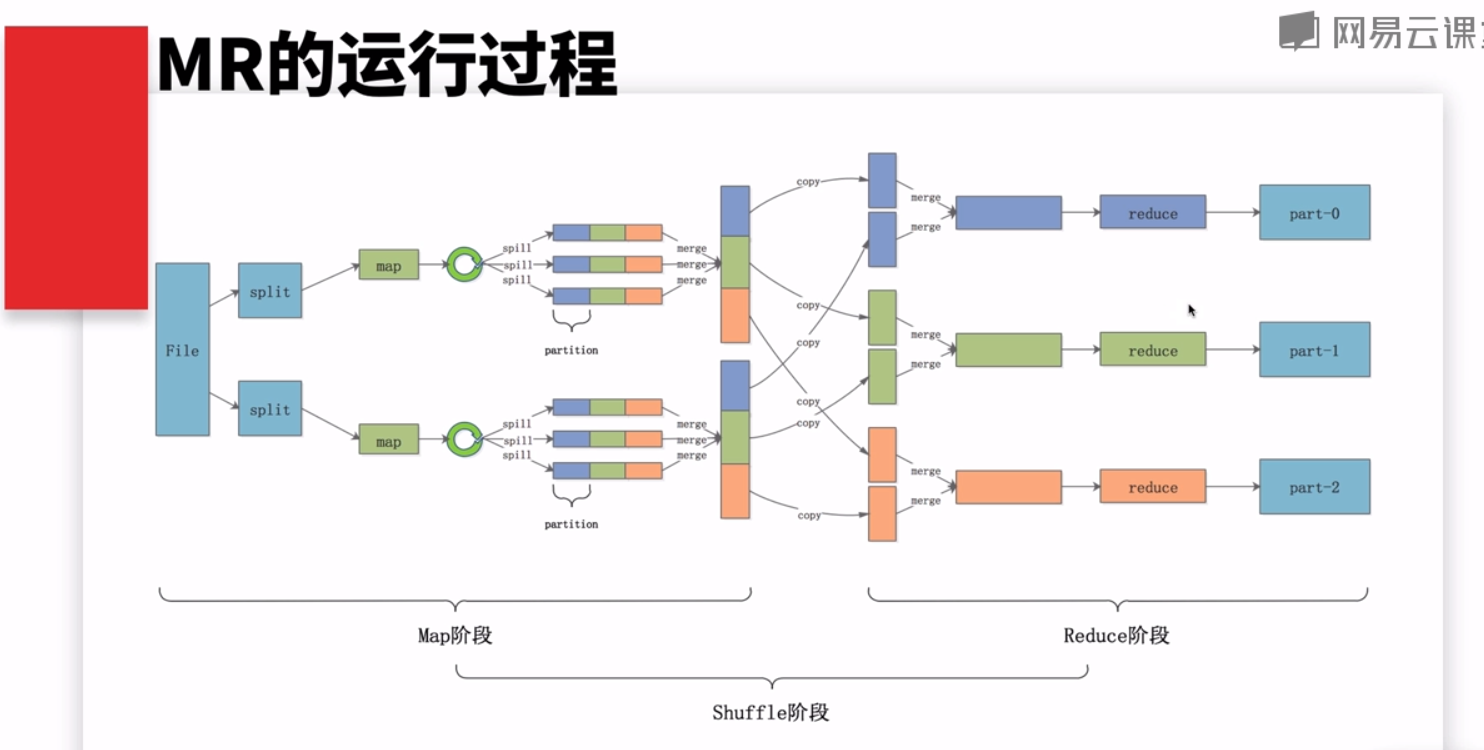 MR的运行过程
网易云课
File
split
split
map
map
spill
spill
spill
partition
merge
merge
merge
spill
spill
spill
partition
merge
merge
merge
copy
copy
copy
copy
copy
copy
merge
merge
reduce
part-0
merge
merge
reduce
part-1
merge
merge
reduce
part-2
Map阶段
Reduce阶段
Shuffle阶段